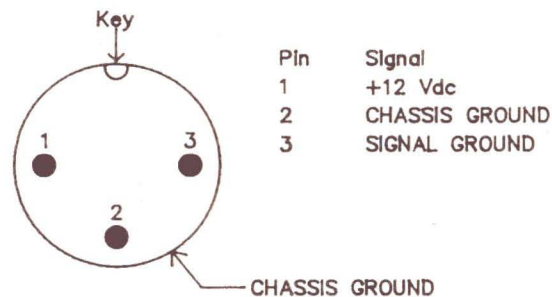 Key
Pin Signal
1 +12 Vdc
2 CHASSIS GROUND
3 SIGNAL GROUND
1 3
2
CHASSIS GROUND